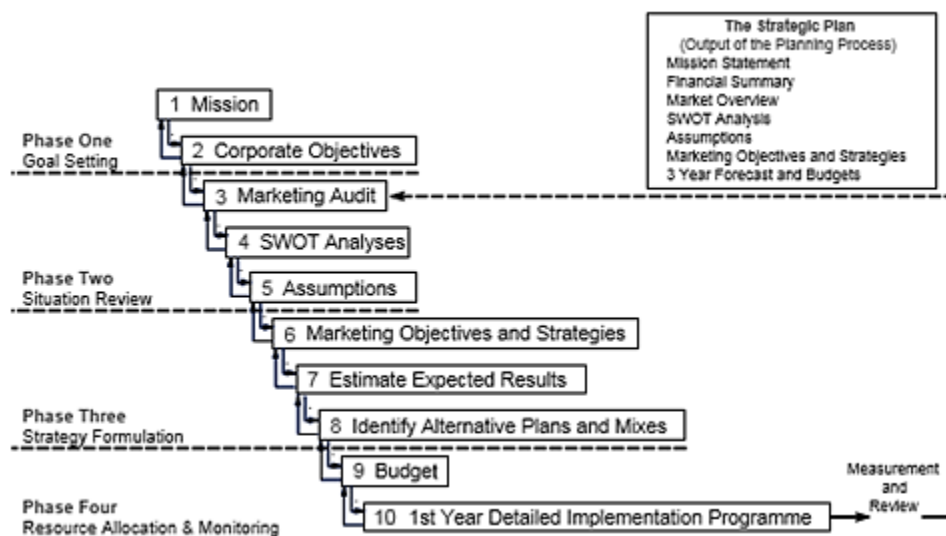 The Strategic Plan
(Output of the Planning Process)
Mission Statement
Financial Summary
Market Overview
SWOT Analysis
Assumptions
Marketing Objectives and Strategies
3 Year Forecast and Budgets
1 Mission
Phase One
Goal Setting
2 Corporate Objectives
3 Marketing Audit
4 SWOT Analyses
Phase Two
Situation Review
5 Assumptions
6 Marketing Objectives and Strategies
7 Estimate Expected Results
Phase Three
Strategy Formulation
8 Identify Alternative Plans and Mixes
9 Budget
Measurement
and
Review
Phase Four
Resource Allocation & Monitoring
10 1st Year Detailed Implementation Programme